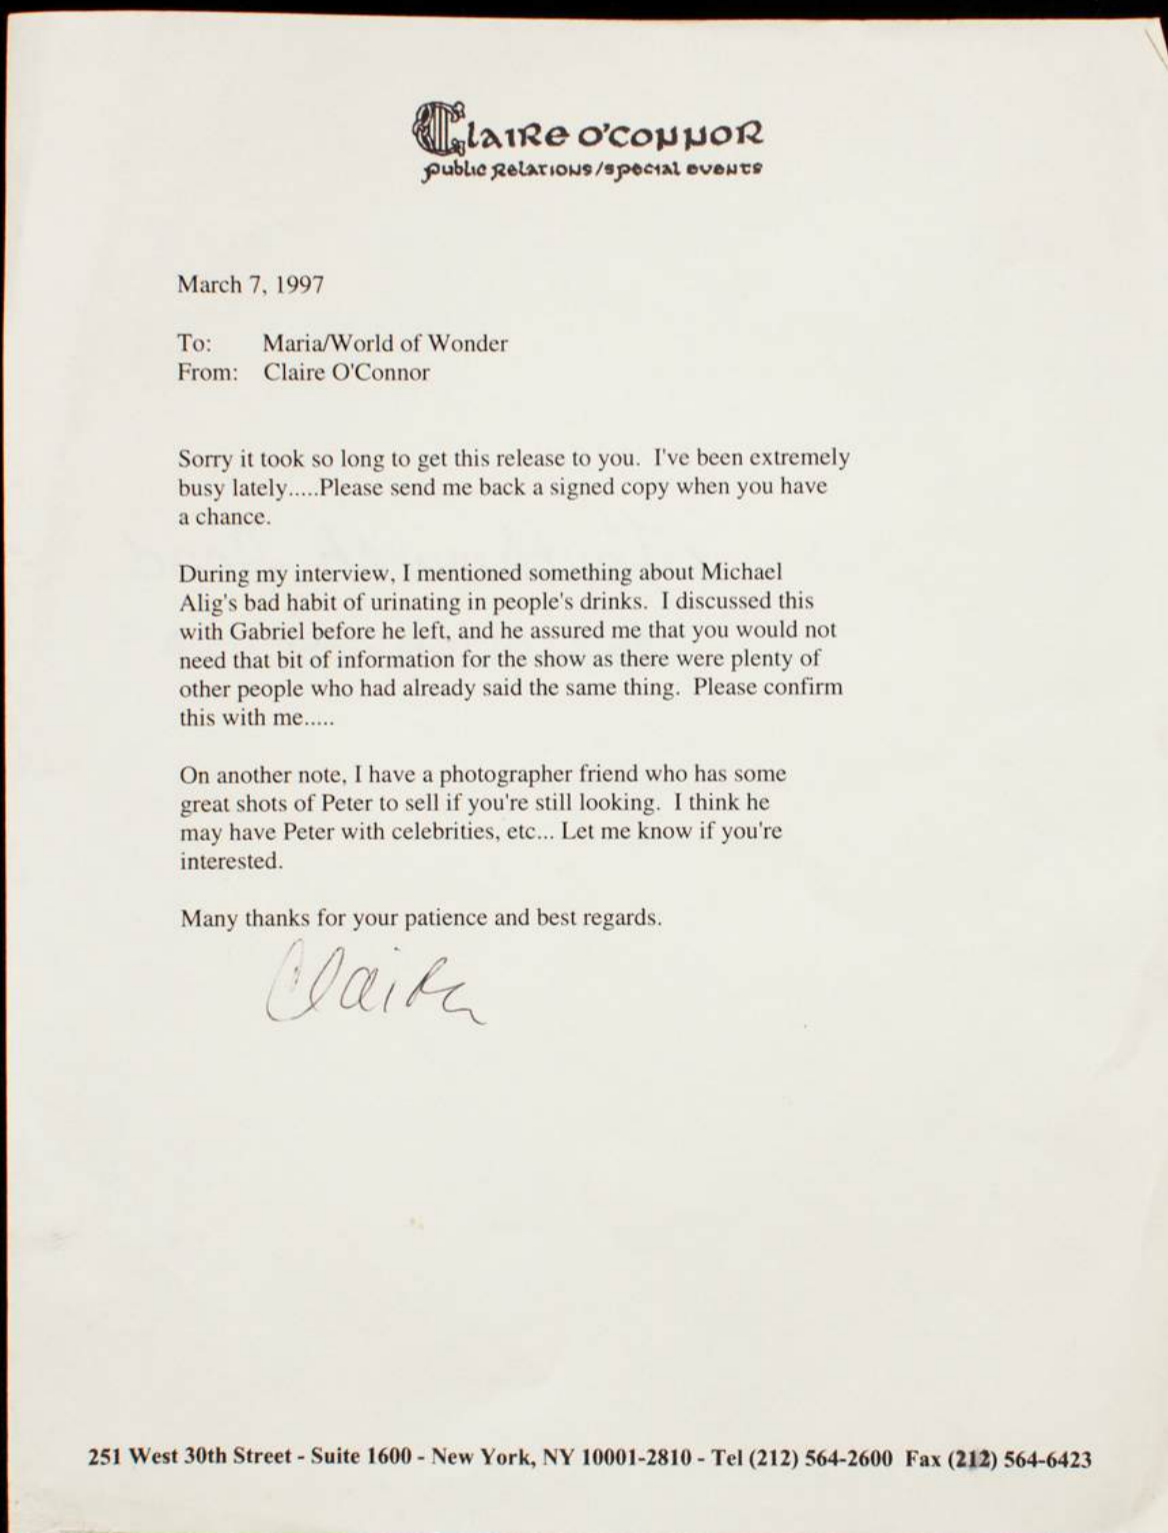 Claire O'Connor
Public Relations/Special Events
March 7, 1997
To: Maria/World of Wonder
From: Claire O'Connor
Sorry it took so long to get this release to you. I've been extremely
busy lately.....Please send me back a signed copy when you have
a chance.
During my interview, I mentioned something about Michael
Alig's bad habit of urinating in people's drinks. I discussed this
with Gabriel before he left, and he assured me that you would not
need that bit of information for the show as there were plenty of
other people who had already said the same thing. Please confirm
this with me.....
On another note, I have a photographer friend who has some
great shots of Peter to sell if you're still looking. I think he
may have Peter with celebrities, etc... Let me know if you're
interested.
Many thanks for your patience and best regards.
Claire
251 West 30th Street - Suite 1600 - New York, NY 10001-2810 - Tel (212) 564-2600 Fax (212) 564-6423